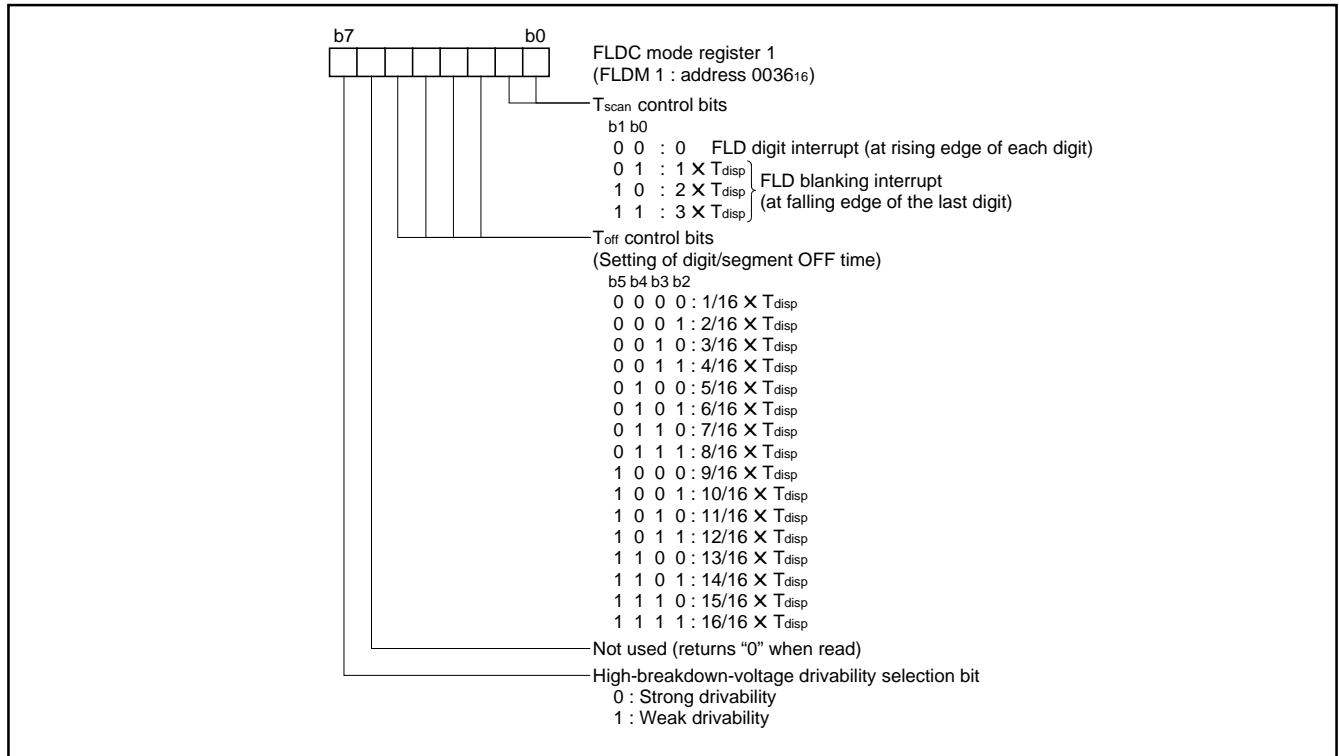 b7 b0
FLDC mode register 1
(FLDM 1 : address 003616)
Tscan control bits
b1 b0
0 0 : 0 FLD digit interrupt (at rising edge of each digit)
0 1 : 1 × Tdisp
1 0 : 2 × Tdisp
1 1 : 3 × Tdisp
FLD blanking interrupt
(at falling edge of the last digit)
Toff control bits
(Setting of digit/segment OFF time)
b5 b4 b3 b2
0 0 0 0 : 1/16 × Tdisp
0 0 0 1 : 2/16 × Tdisp
0 0 1 0 : 3/16 × Tdisp
0 0 1 1 : 4/16 × Tdisp
0 1 0 0 : 5/16 × Tdisp
0 1 0 1 : 6/16 × Tdisp
0 1 1 0 : 7/16 × Tdisp
0 1 1 1 : 8/16 × Tdisp
1 0 0 0 : 9/16 × Tdisp
1 0 0 1 : 10/16 × Tdisp
1 0 1 0 : 11/16 × Tdisp
1 0 1 1 : 12/16 × Tdisp
1 1 0 0 : 13/16 × Tdisp
1 1 0 1 : 14/16 × Tdisp
1 1 1 0 : 15/16 × Tdisp
1 1 1 1 : 16/16 × Tdisp
Not used (returns “0” when read)
High-breakdown-voltage drivability selection bit
0 : Strong drivability
1 : Weak drivability